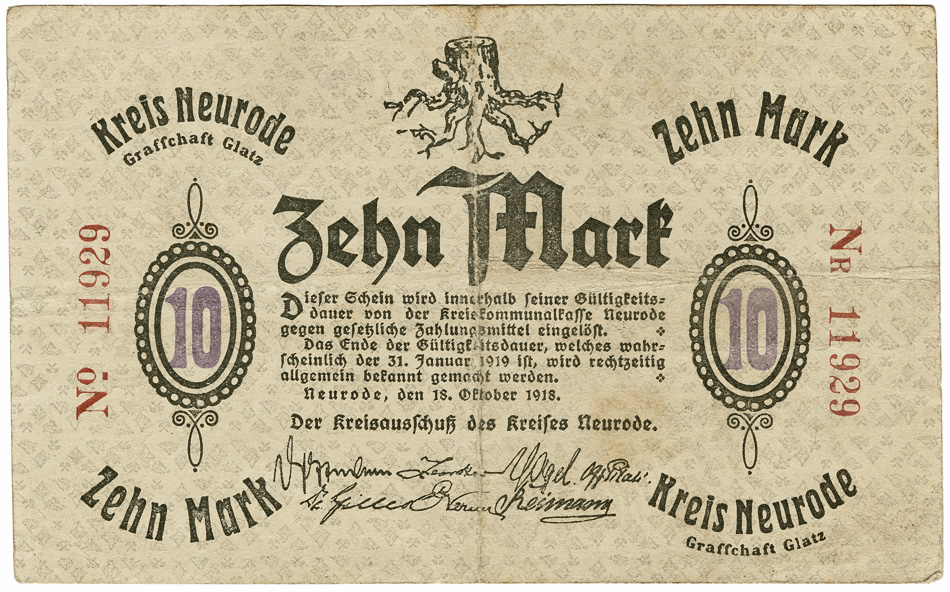 Kreis Neurode
Graffchaft Glatz
Zehn Mark
Zehn Mark
No 11929
10
Dieser Schein wird innerhalb seiner Gültigkeits=
dauer von der Kreiskommunalkasse Neurode
gegen gesetzliche Zahlungsmittel eingelöst.
Das Ende der Gültigkeitsdauer, welches wahr=
scheinlich der 31. Januar 1919 ist, wird rechtzeitig
allgemein bekannt gemacht werden.
Neurode, den 18. Oktober 1918.
Der Kreisausschuß des Kreises Neurode.
10
NR 11929
Vogel.
Reimann
Zehn Mark
Kreis Neurode
Graffchaft Glatz